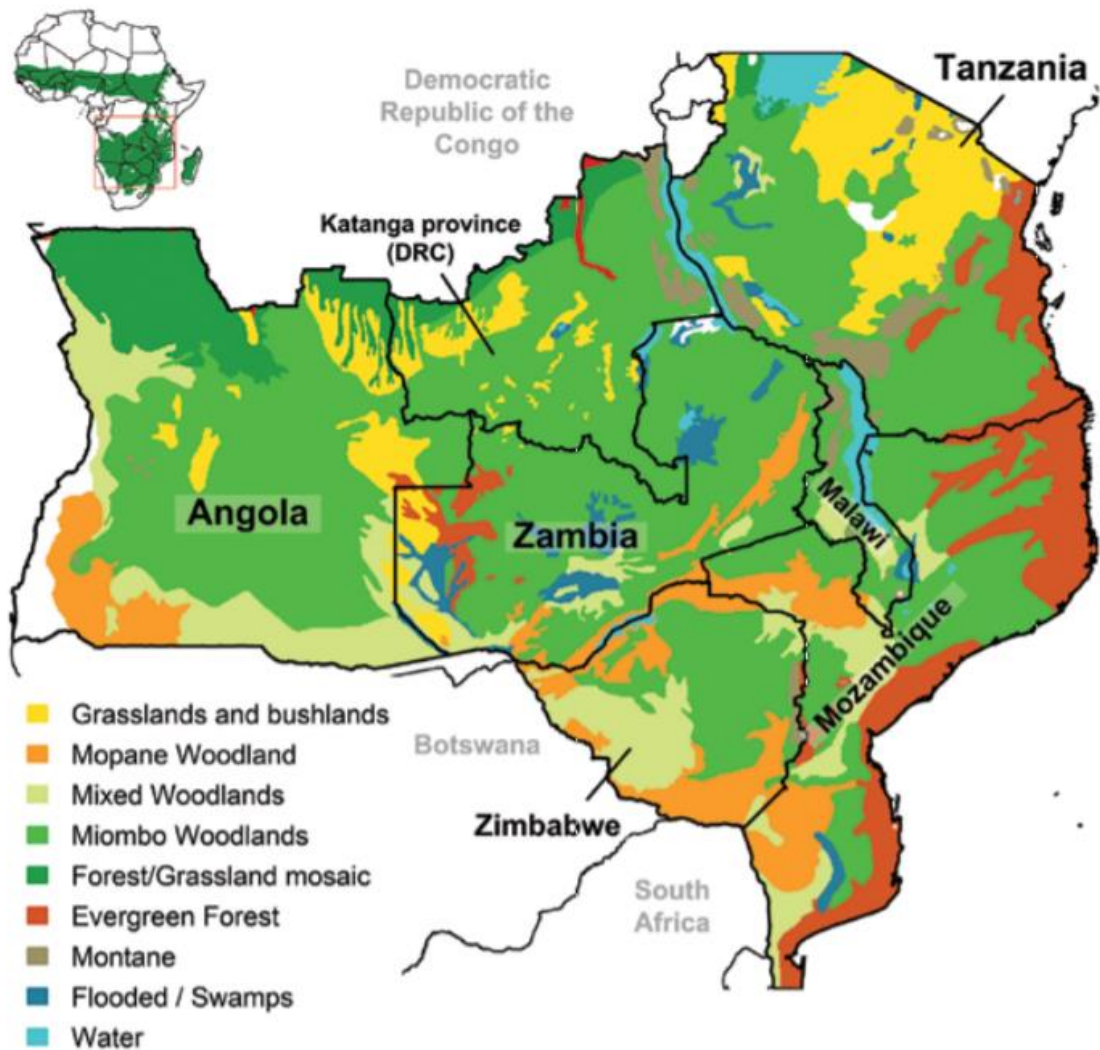 Democratic
Republic of the
Congo
Tanzania
Katanga province
(DRC)
Angola
Zambia
Malawi
Mozambique
Botswana
Zimbabwe
South
Africa
Grasslands and bushlands
Mopane Woodland
Mixed Woodlands
Miombo Woodlands
Forest/Grassland mosaic
Evergreen Forest
Montane
Flooded / Swamps
Water